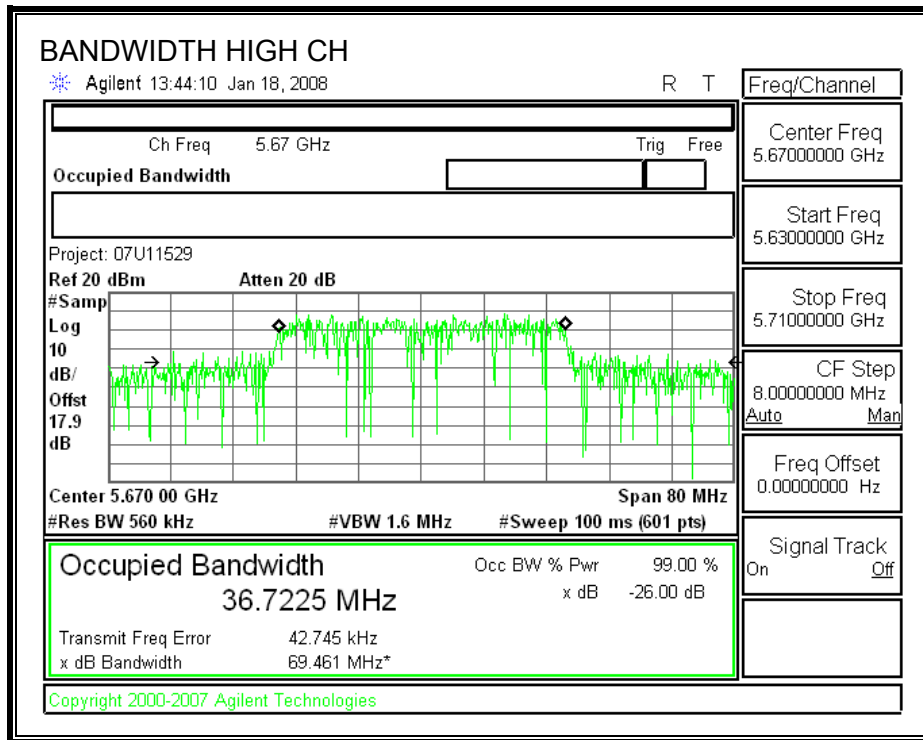 BANDWIDTH HIGH CH
Agilent 13:44:10 Jan 18, 2008 R T
Freq/Channel
Ch Freq 5.67 GHz Trig Free
Occupied Bandwidth
Center Freq
5.67000000 GHz
Start Freq
5.63000000 GHz
Stop Freq
5.71000000 GHz
CF Step
8.00000000 MHz
Auto Man
Freq Offset
0.00000000 Hz
Signal Track
On Off
Project: 07U11529
Ref 20 dBm Atten 20 dB
#Samp
Log
10
dB/
Offst
17.9
dB
Center 5.670 00 GHz Span 80 MHz
#Res BW 560 kHz #VBW 1.6 MHz #Sweep 100 ms (601 pts)
Occupied Bandwidth Occ BW % Pwr 99.00 %
36.7225 MHz x dB -26.00 dB
Transmit Freq Error 42.745 kHz
x dB Bandwidth 69.461 MHz*
Copyright 2000-2007 Agilent Technologies